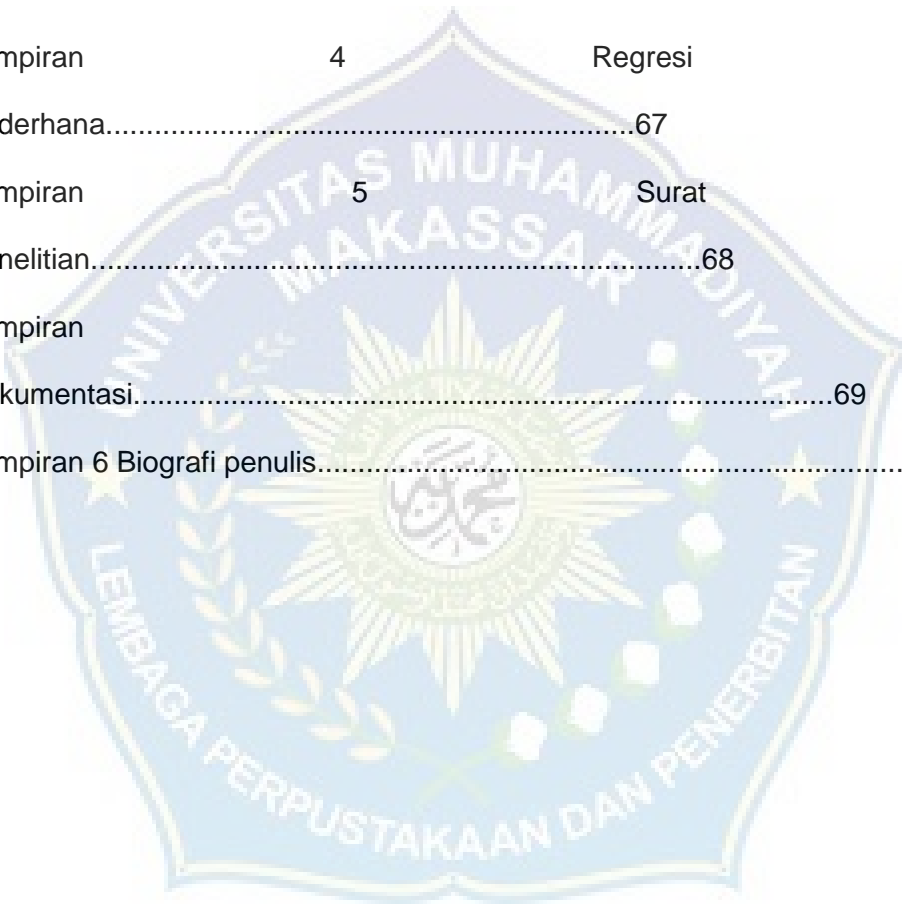 mpiran 4 Regresi
derhana.................................................................67
mpiran 5 Surat
nelitian...........................................................................68
mpiran
kumentasi......................................................................................69
mpiran 6 Biografi penulis........................................................................
UNIVERSITAS MUHAMMADIYAH
MAKASSAR
LEMBAGA PERPUSTAKAAN DAN PENERBITAN